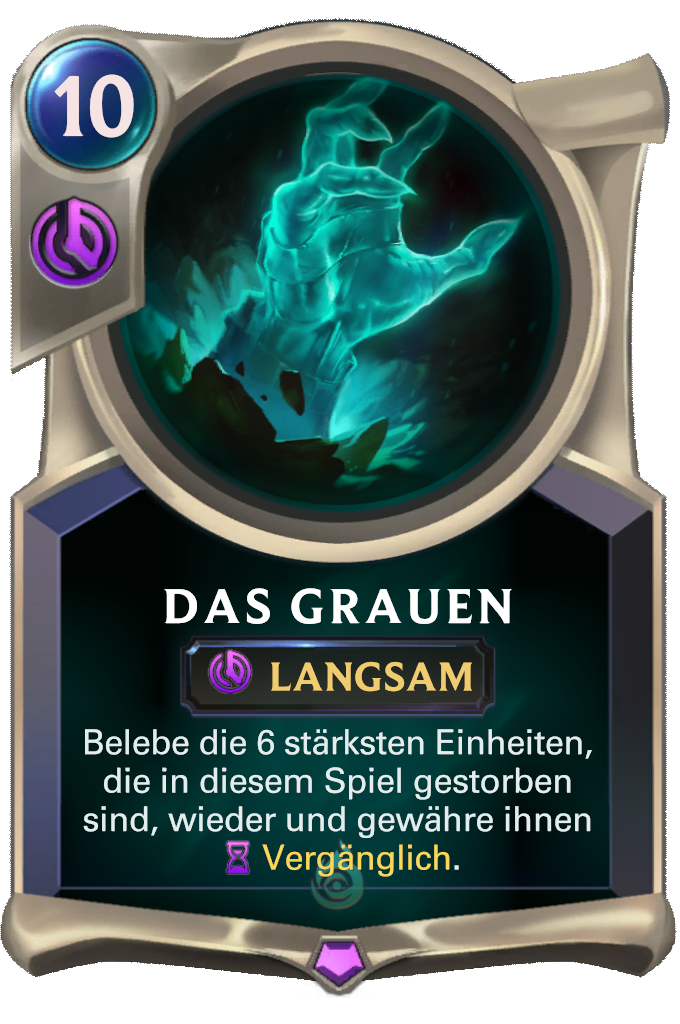 10
DAS GRAUEN
LANGSAM
Belebe die 6 stärksten Einheiten,
die in diesem Spiel gestorben
sind, wieder und gewähre ihnen
Vergänglich.